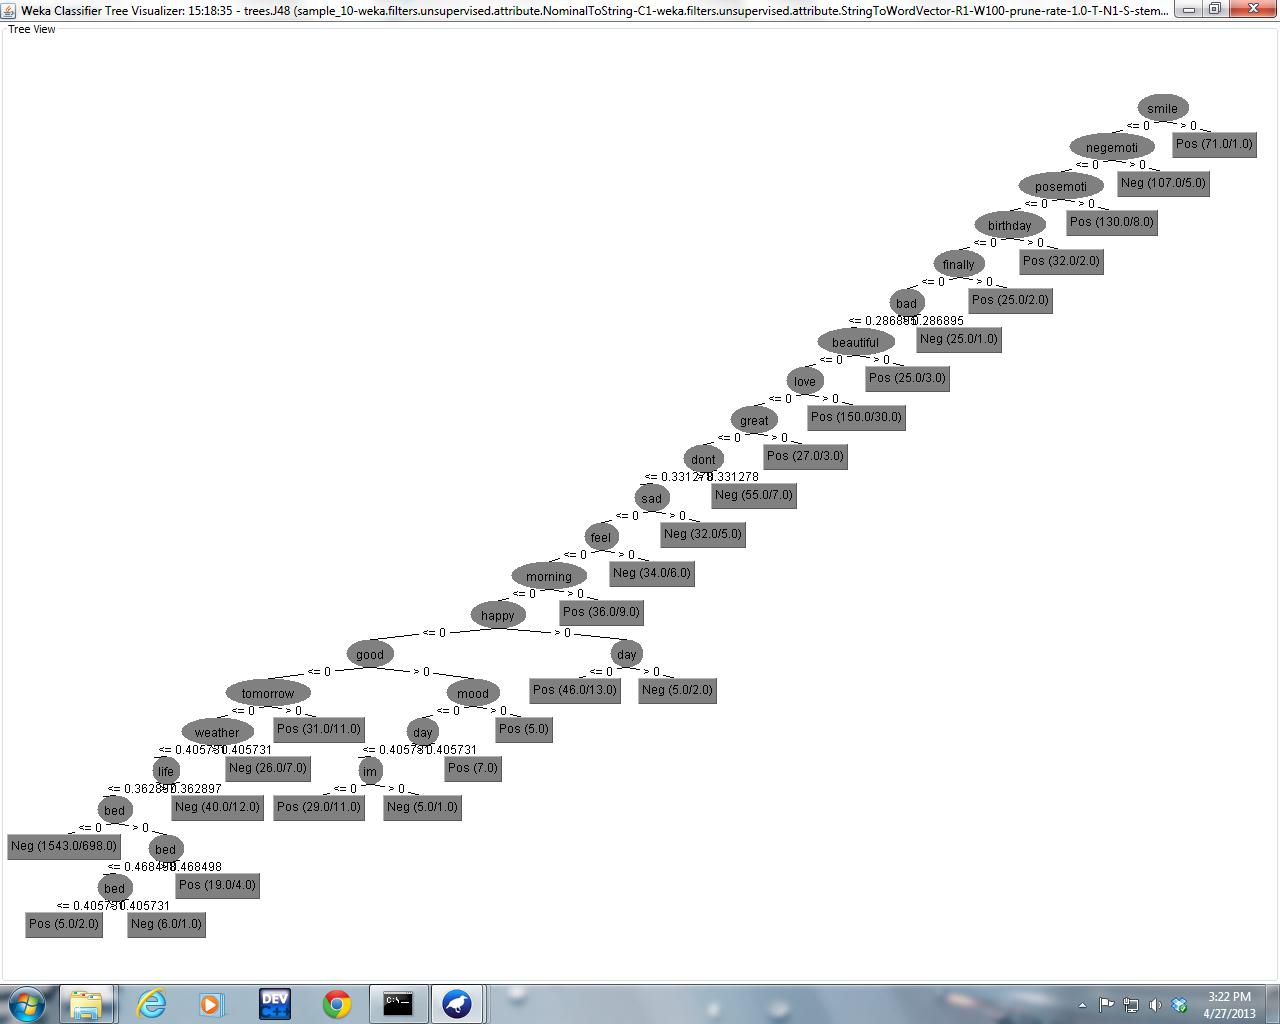 Weka Classifier Tree Visualizer: 15:18:35 - trees.J48 (sample_10-weka.filters.unsupervised.attribute.NominalToString-C1-weka.filters.unsupervised.attribute.StringToWordVector-R1-W100-prune-rate-1.0-T-N1-S-stem...
Tree View
smile
<= 0 > 0
negemoti Pos (71.0/1.0)
<= 0 > 0
posemoti Neg (107.0/5.0)
<= 0 > 0
birthday Pos (130.0/8.0)
<= 0 > 0
finally Pos (32.0/2.0)
<= 0 > 0
bad Pos (25.0/2.0)
<= 0.286895 > 0.286895
beautiful Neg (25.0/1.0)
<= 0 > 0
love Pos (25.0/3.0)
<= 0 > 0
great Pos (150.0/30.0)
<= 0 > 0
dont Pos (27.0/3.0)
<= 0.331278 > 0.331278
sad Neg (55.0/7.0)
<= 0 > 0
feel Neg (32.0/5.0)
<= 0 > 0
morning Neg (34.0/6.0)
<= 0 > 0
happy Pos (36.0/9.0)
<= 0 > 0
good day
<= 0 > 0 <= 0 > 0
tomorrow mood Pos (46.0/13.0) Neg (5.0/2.0)
<= 0 > 0 <= 0 > 0
weather Pos (31.0/11.0) day Pos (5.0)
<= 0.405731 > 0.405731 <= 0.405731 > 0.405731
life Neg (26.0/7.0) im Pos (7.0)
<= 0.362897 > 0.362897 <= 0 > 0
bed Neg (40.0/12.0) Pos (29.0/11.0) Neg (5.0/1.0)
<= 0 > 0
Neg (1543.0/698.0) bed
<= 0.468498 > 0.468498
bed Pos (19.0/4.0)
<= 0.405731 > 0.405731
Pos (5.0/2.0) Neg (6.0/1.0)
DEV
C++
C:\
3:22 PM
4/27/2013